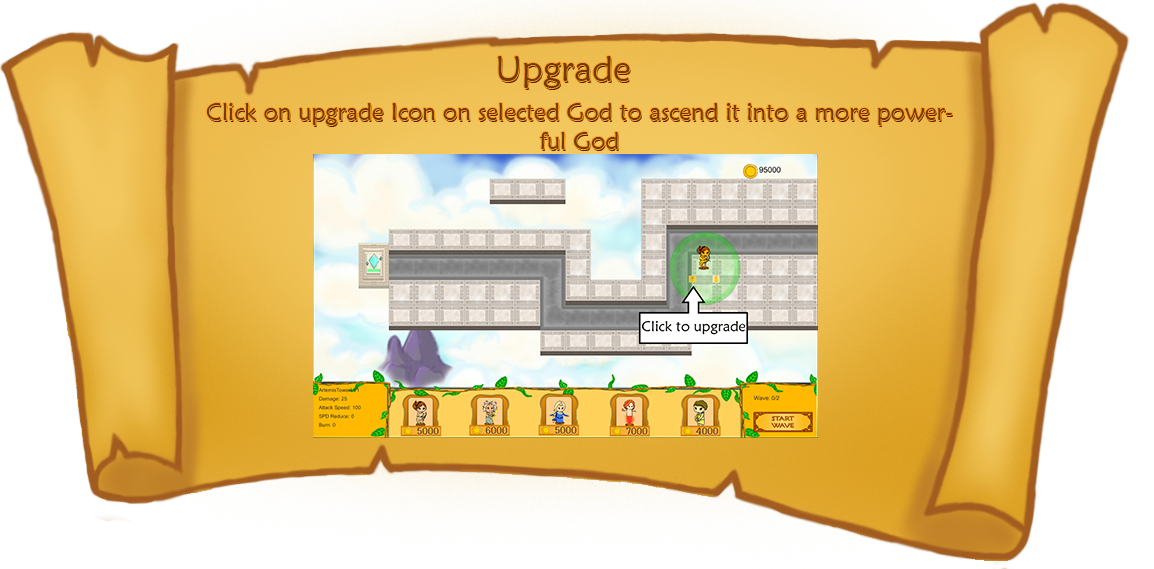 Upgrade
Click on upgrade Icon on selected God to ascend it into a more power-
ful God
95000
Click to upgrade
Damage: 25
Attack Speed: 100
SPD Reduce: 0
Burn: 0
5000
6000
5000
7000
4000
Wave: 0/2
START
WAVE